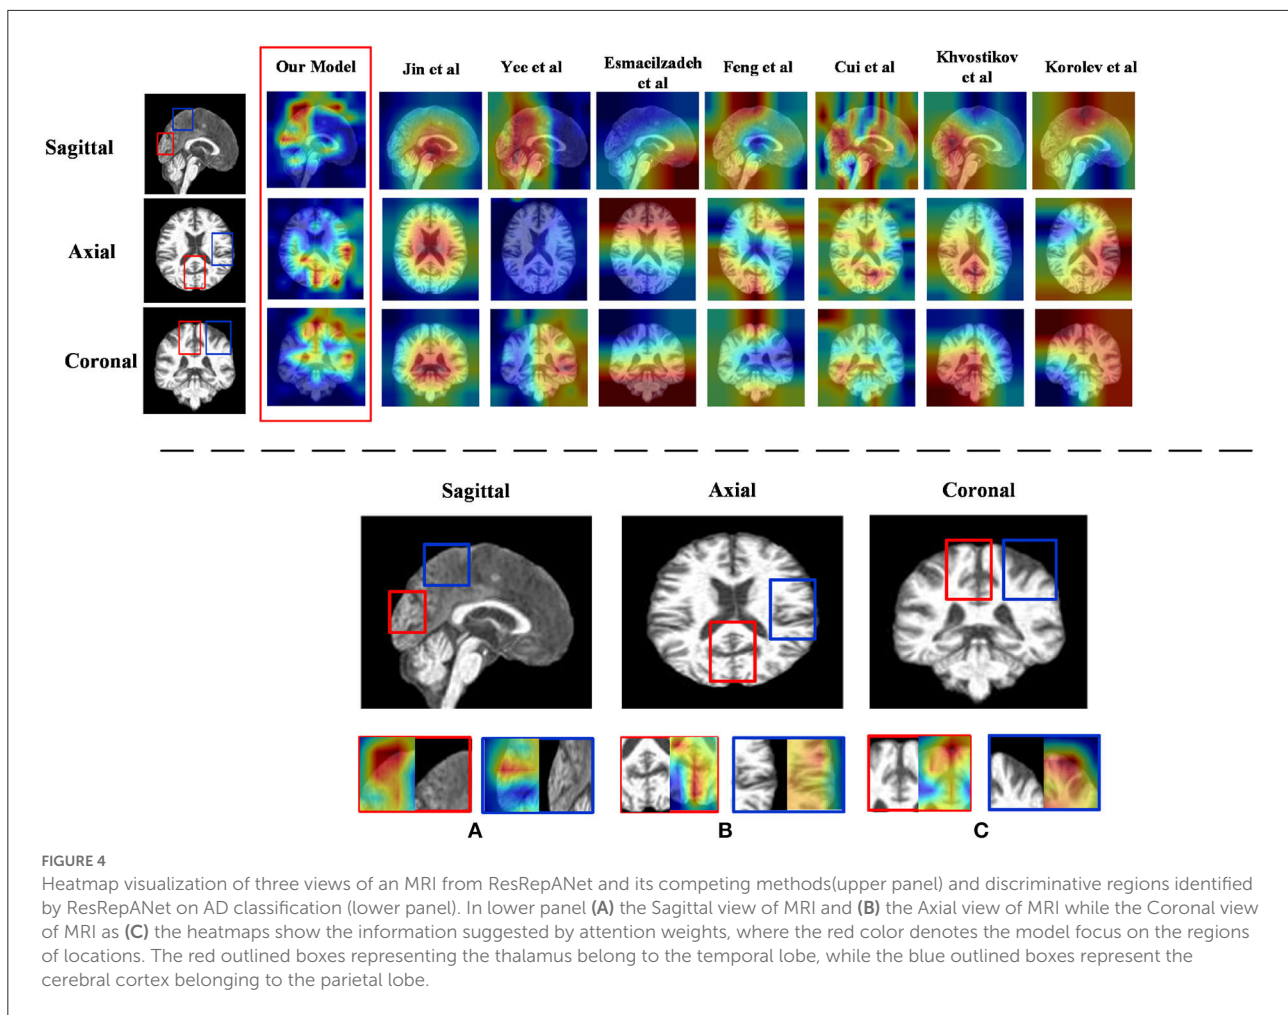 Our Model Jin et al Yee et al Esmaeilzadeh et al Feng et al Cui et al Khvostikov et al Korolev et al
Sagittal
Axial
Coronal
Sagittal Axial Coronal
A B C
FIGURE 4
Heatmap visualization of three views of an MRI from ResRepANet and its competing methods(upper panel) and discriminative regions identified
by ResRepANet on AD classification (lower panel). In lower panel (A) the Sagittal view of MRI and (B) the Axial view of MRI while the Coronal view
of MRI as (C) the heatmaps show the information suggested by attention weights, where the red color denotes the model focus on the regions
of locations. The red outlined boxes representing the thalamus belong to the temporal lobe, while the blue outlined boxes represent the
cerebral cortex belonging to the parietal lobe.